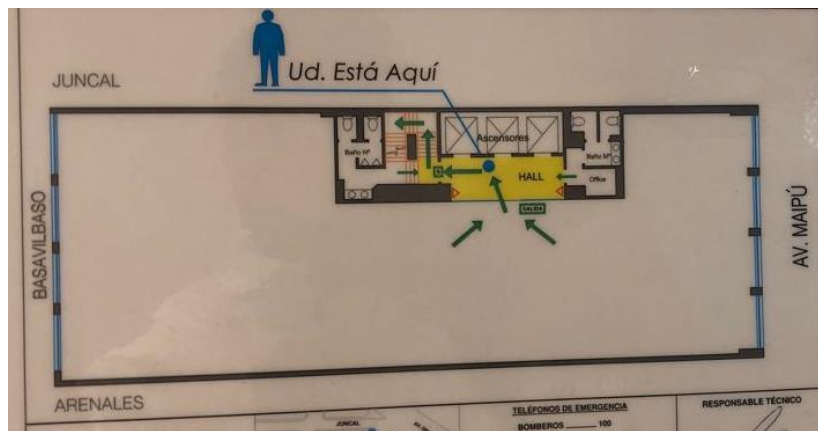 JUNCAL
Ud. Está Aquí
Ascensores
Baño Hº
Baño Mº
HALL
Office
SALIDA
BASAVILBASO
AV. MAIPÚ
ARENALES
JUNCAL
TELÉFONOS DE EMERGENCIA
BOMBEROS ______ 100
RESPONSABLE TÉCNICO